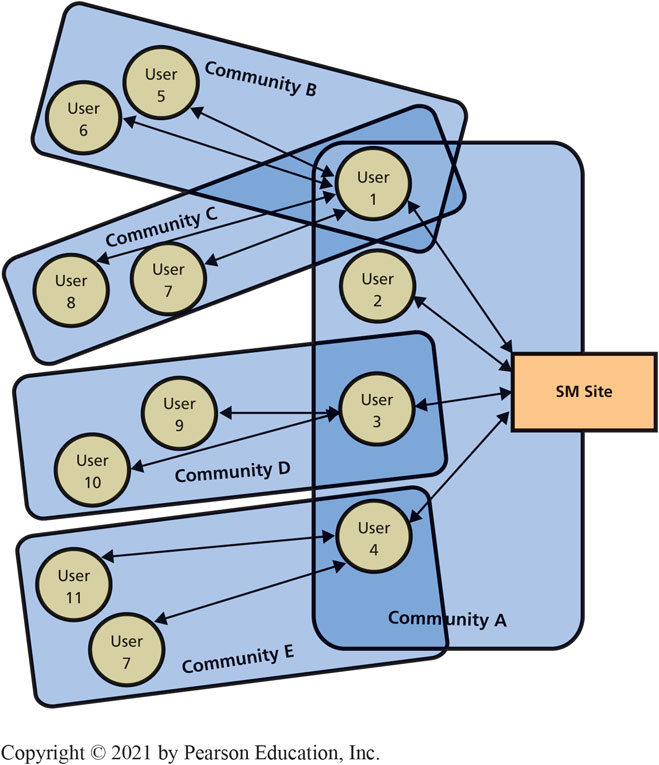 User
5
Community B
User
6
User
1
Community C
User
8
User
7
User
2
User
3
SM Site
User
9
User
10
Community D
User
4
User
11
User
7
Community E
Community A
Copyright © 2021 by Pearson Education, Inc.